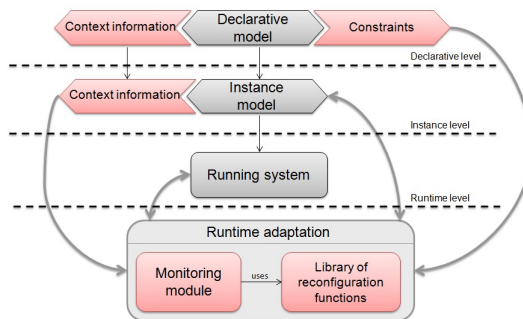 Context information
Declarative
model
Constraints
Declarative level
Context information
Instance
model
Instance level
Running system
Runtime level
Runtime adaptation
Monitoring
module
uses
Library of
reconfiguration
functions